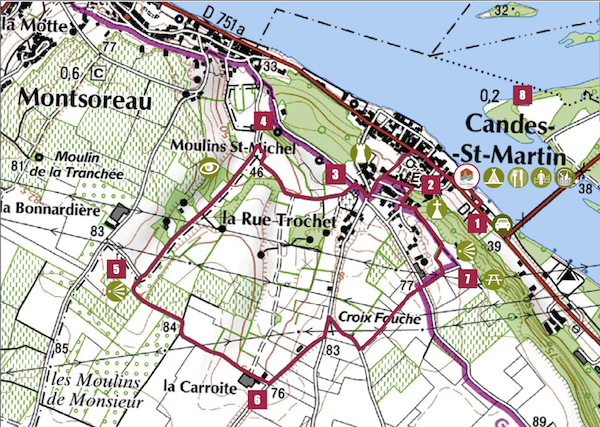 la Motte
D 751a
32
77
33
0,6
C
0,2
8
Montsoreau
4
Candes-
-St-Martin
Moulins St-Michel
81
Moulin
de la Tranchée
46
3
2
38
la Bonnardière
la Rue Trochet
1
83
39
5
77
7
Croix Fouche
84
83
85
les Moulins
de Monsieur
la Carroite
76
6
89
G